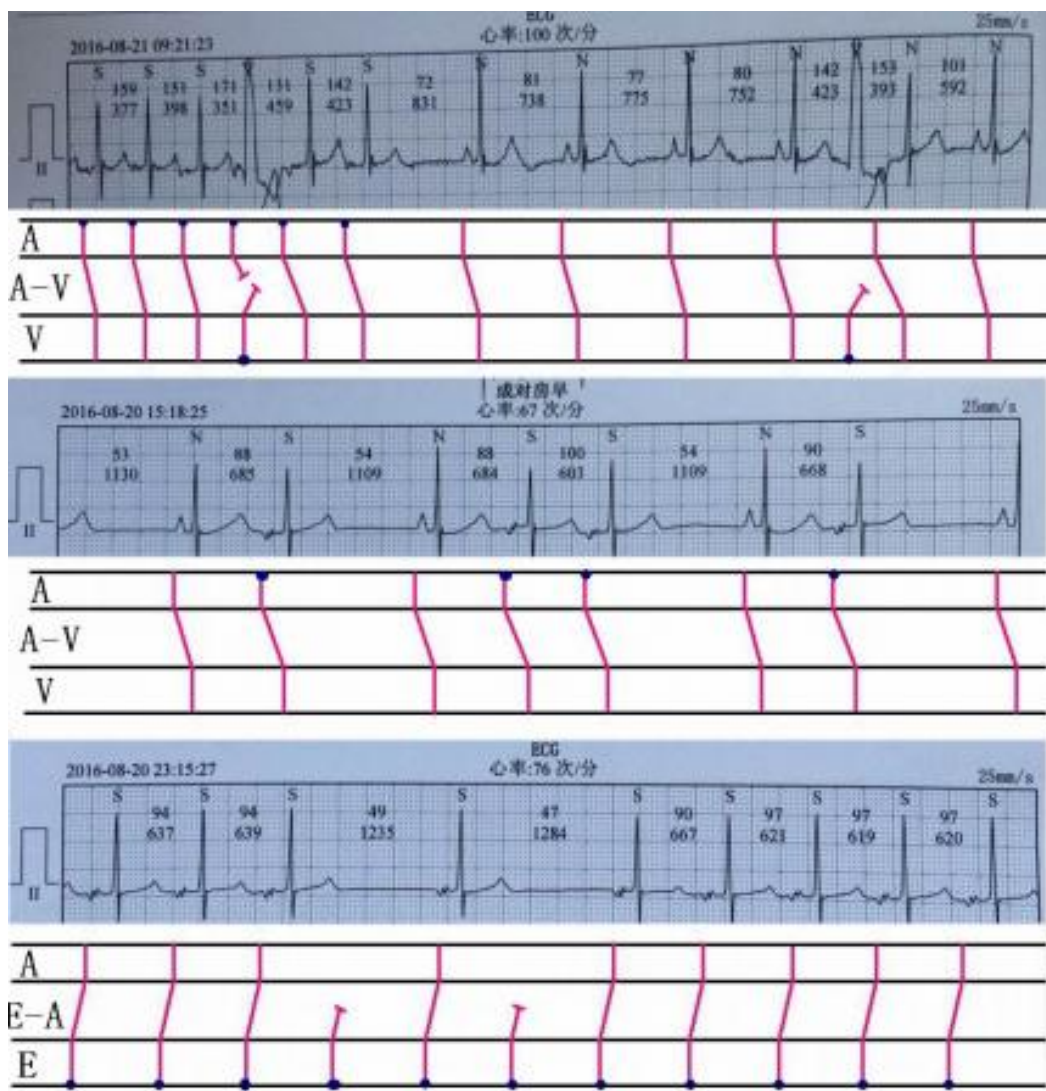 ECG
2016-08-21 09:21:23 心率:100 次/分 25mm/s
S S S V S S S N N N N V N N
159 151 171 131 142 72 81 77 80 142 153 101
377 398 351 459 423 831 738 775 752 423 393 592
II
A
A-V
V
成对房早
2016-08-20 15:18:25 心率:67 次/分 25mm/s
N S N S S N S
53 88 54 88 100 54 90
1130 685 1109 684 601 1109 668
II
A
A-V
V
ECG
2016-08-20 23:15:27 心率:76 次/分 25mm/s
S S S S S S S S S
94 94 49 47 90 97 97 97
637 639 1235 1284 667 621 619 620
II
A
E-A
E